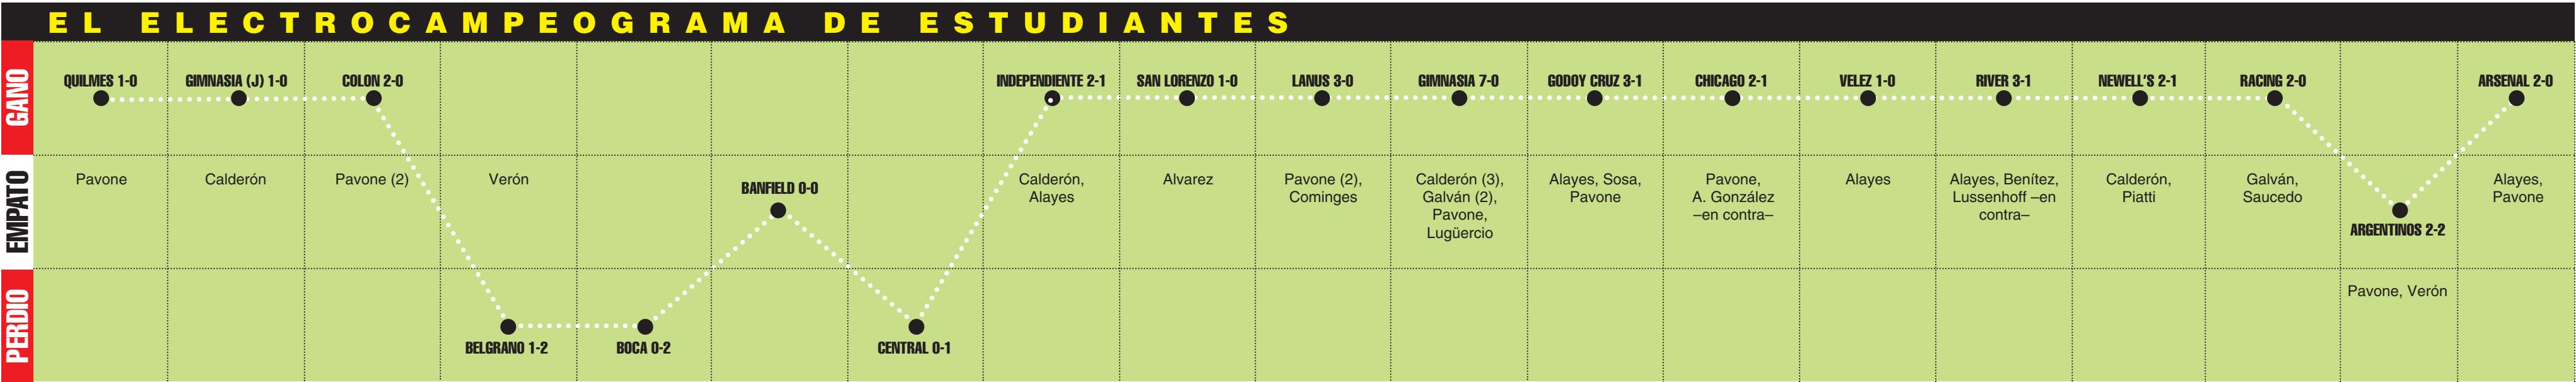 EL ELECTROCAMPEOGRAMA DE ESTUDIANTES
GANO
QUILMES 1-0
GIMNASIA (J) 1-0
COLON 2-0
INDEPENDIENTE 2-1
SAN LORENZO 1-0
LANUS 3-0
GIMNASIA 7-0
GODOY CRUZ 3-1
CHICAGO 2-1
VELEZ 1-0
RIVER 3-1
NEWELL'S 2-1
RACING 2-0
ARSENAL 2-0
EMPATO
Pavone
Calderón
Pavone (2)
Verón
BANFIELD 0-0
Calderón,
Alayes
Alvarez
Pavone (2),
Cominges
Calderón (3),
Galván (2),
Pavone,
Lugüercio
Alayes, Sosa,
Pavone
Pavone,
A. González
–en contra–
Alayes
Alayes, Benítez,
Lussenhoff –en
contra–
Calderón,
Piatti
Galván,
Saucedo
ARGENTINOS 2-2
Alayes,
Pavone
PERDIO
BELGRANO 1-2
BOCA 0-2
CENTRAL 0-1
Pavone, Verón